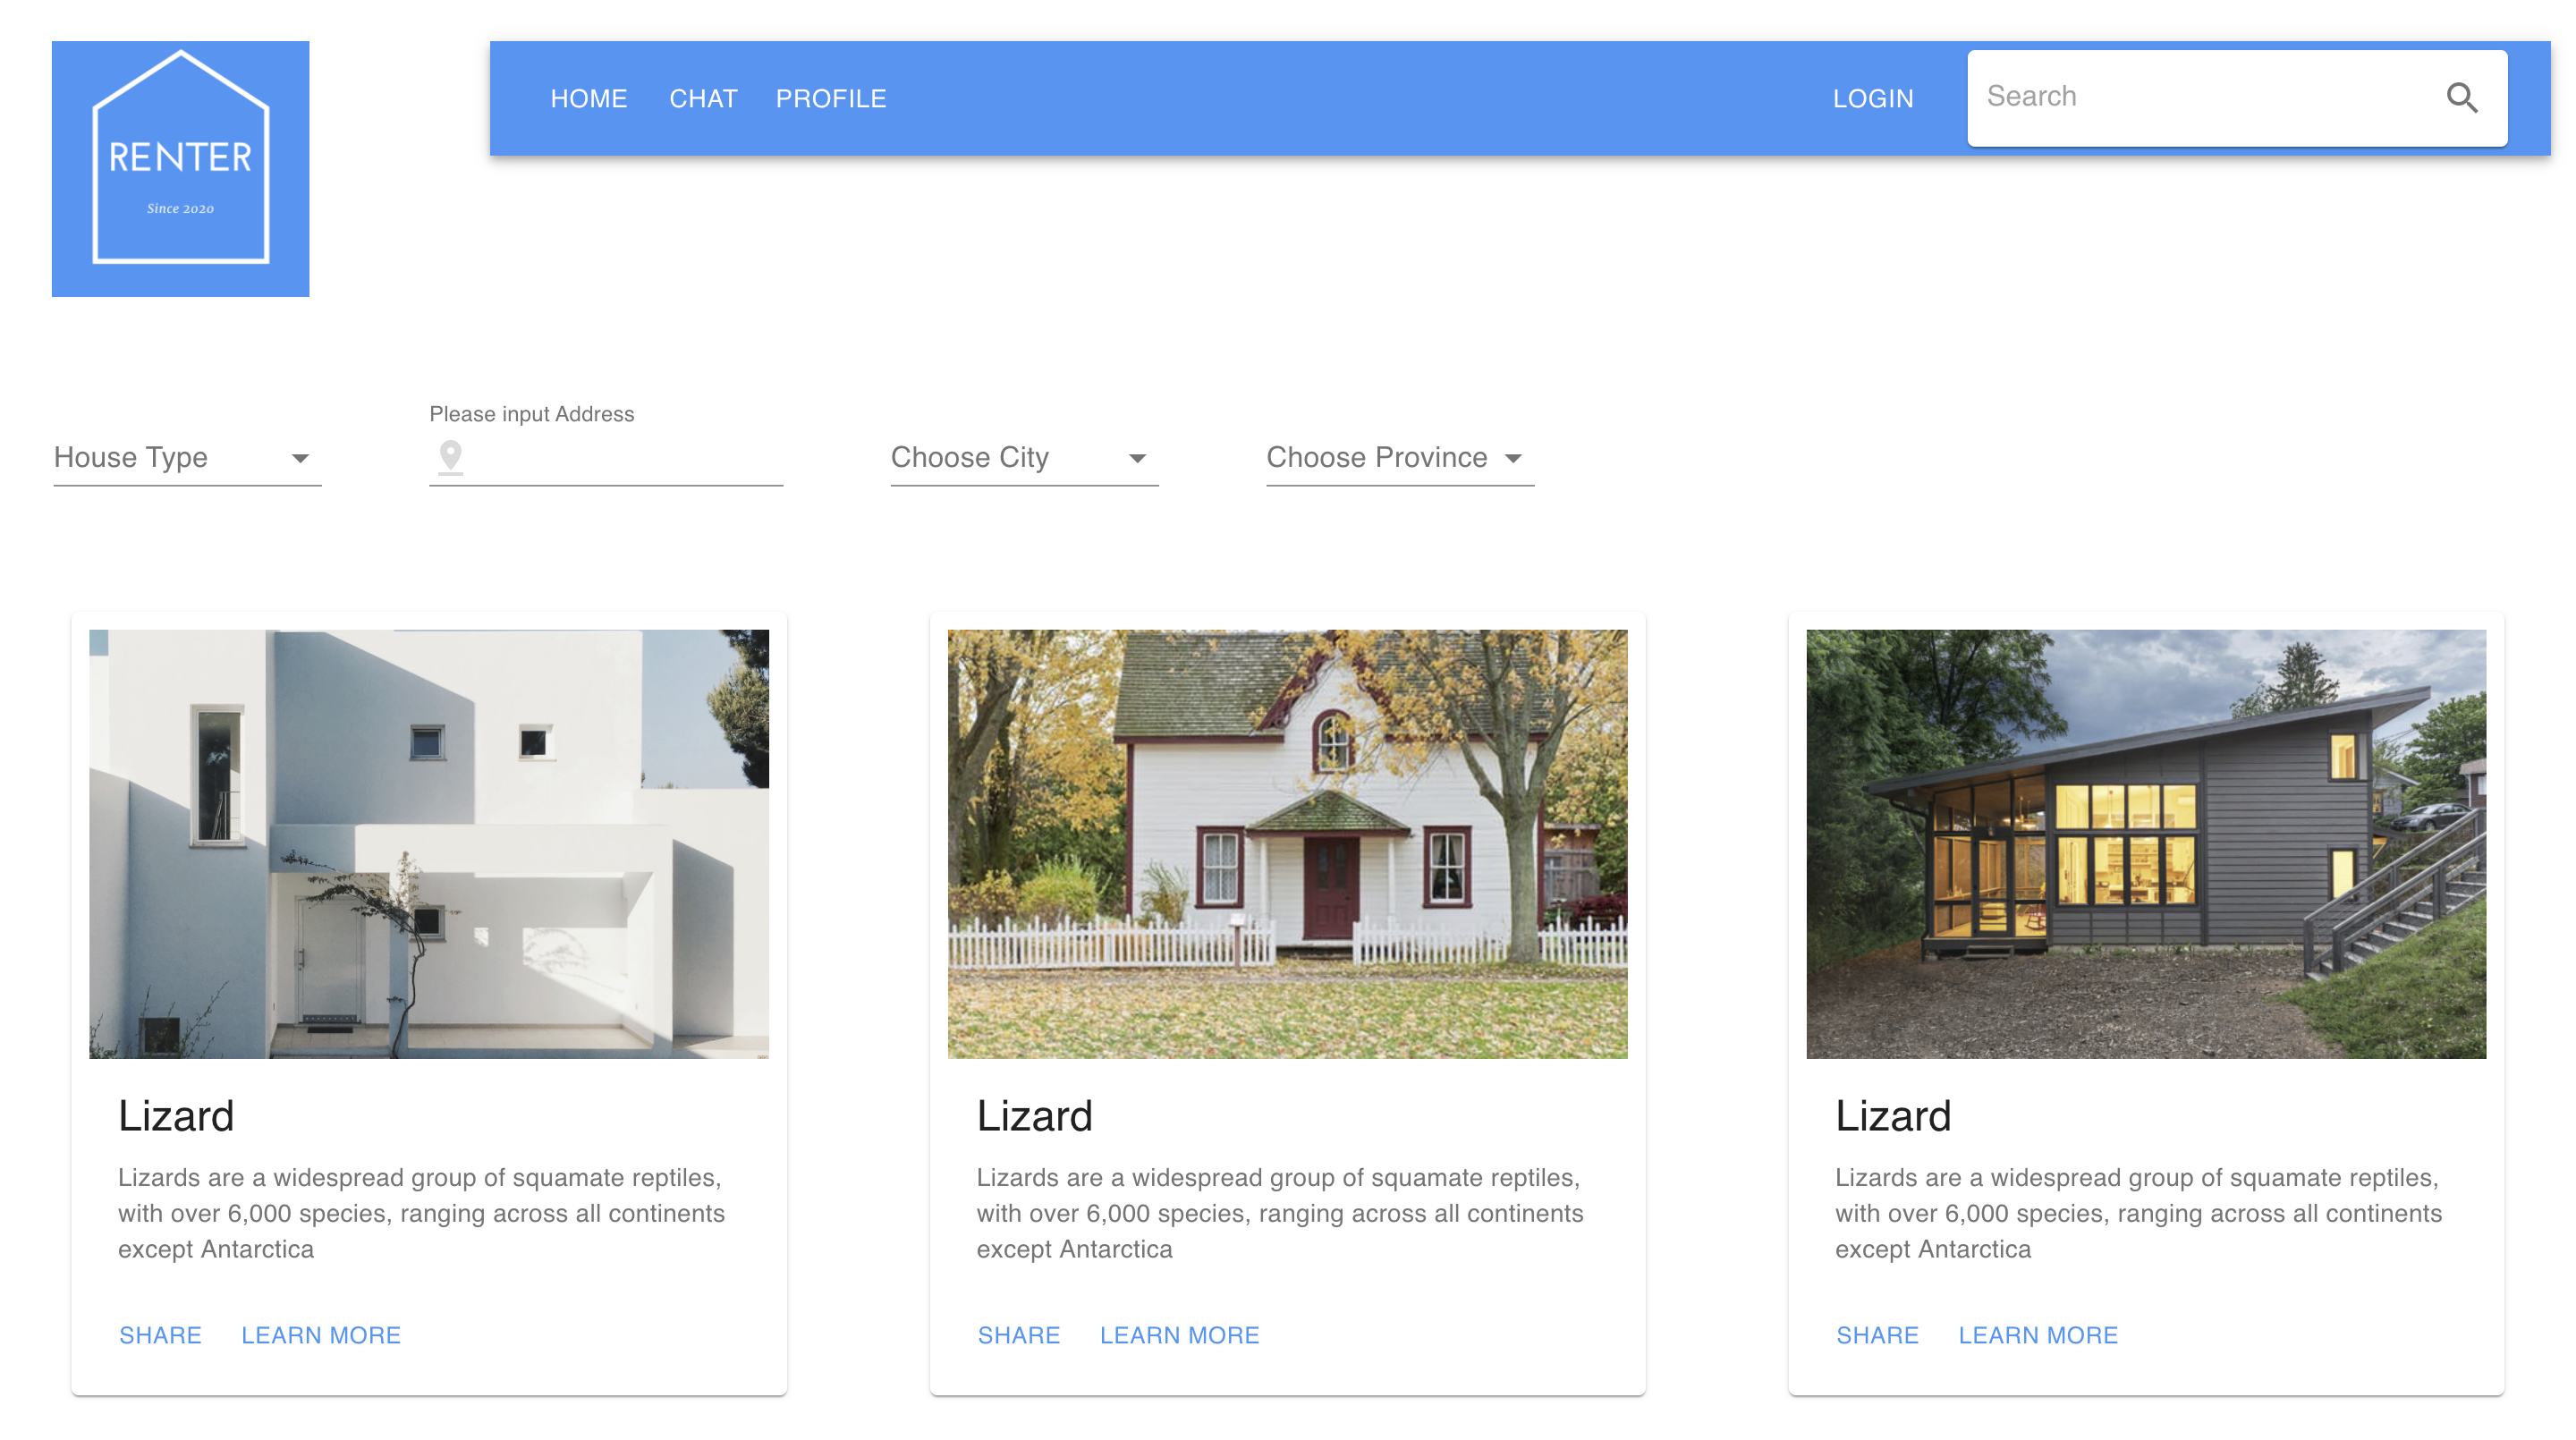 RENTER
Since 2020
HOME CHAT PROFILE LOGIN Search
Please input Address
House Type Choose City Choose Province
Lizard
Lizards are a widespread group of squamate reptiles,
with over 6,000 species, ranging across all continents
except Antarctica
SHARE LEARN MORE
Lizard
Lizards are a widespread group of squamate reptiles,
with over 6,000 species, ranging across all continents
except Antarctica
SHARE LEARN MORE
Lizard
Lizards are a widespread group of squamate reptiles,
with over 6,000 species, ranging across all continents
except Antarctica
SHARE LEARN MORE